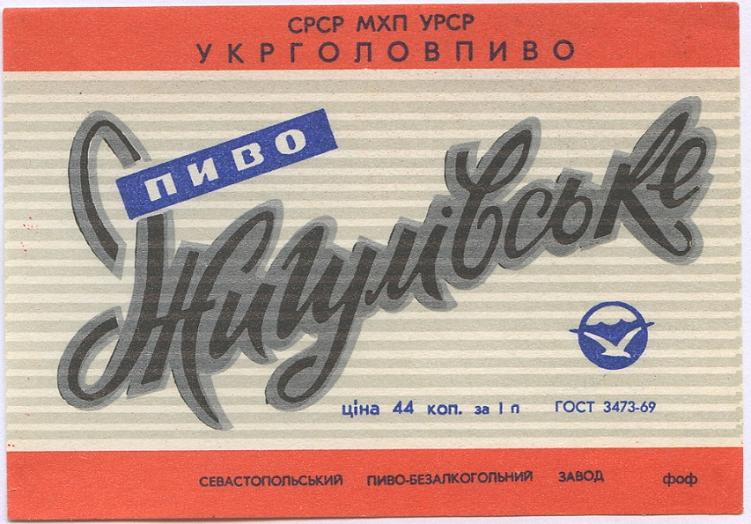 СРСР МХП УРСР
УКРГОЛОВПИВО
ПИВО
Жигулівське
ціна 44 коп. за 1 п ГОСТ 3473-69
СЕВАСТОПОЛЬСЬКИЙ ПИВО-БЕЗАЛКОГОЛЬНИЙ ЗАВОД фоф